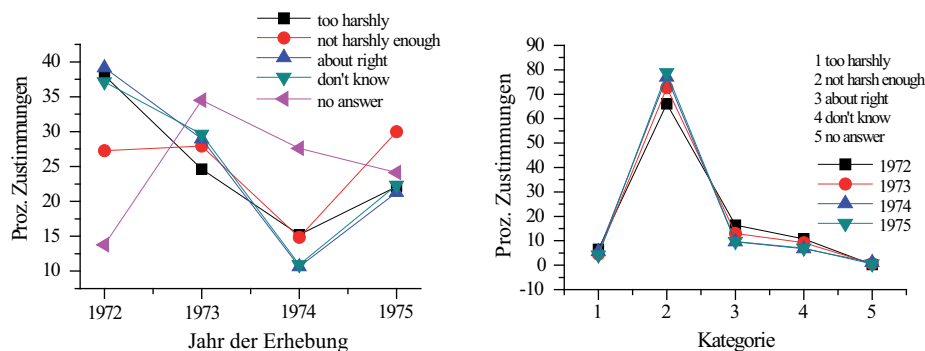 too harshly
not harshly enough
about right
don't know
no answer
Proz. Zustimmungen
40
35
30
25
20
15
10
1972 1973 1974 1975
Jahr der Erhebung
1 too harshly
2 not harsh enough
3 about right
4 don't know
5 no answer
1972
1973
1974
1975
Proz. Zustimmungen
90
80
70
60
50
40
30
20
10
0
-10
1 2 3 4 5
Kategorie